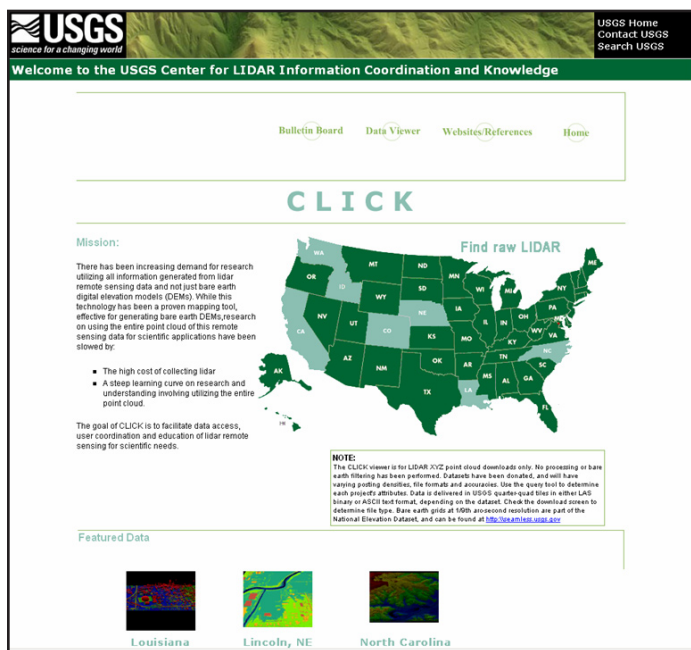 USGS
science for a changing world
USGS Home
Contact USGS
Search USGS
Welcome to the USGS Center for LIDAR Information Coordination and Knowledge
Bulletin Board Data Viewer Websites/References Home
CLICK
Mission:
There has been increasing demand for research
utilizing all information generated from lidar
remote sensing data and not just bare earth
digital elevation models (DEMs). While this
technology has been a proven mapping tool,
effective for generating bare earth DEMs,research
on using the entire point cloud of this remote
sensing data for scientific applications have been
slowed by:
The high cost of collecting lidar
A steep learning curve on research and
understanding involving utilizing the entire
point cloud.
The goal of CLICK is to facilitate data access,
user coordination and education of lidar remote
sensing for scientific needs.
Find raw LIDAR
WA
MT
ND
MN
ME
OR
ID
SD
WI
MI
NY
WY
IA
PA
NE
IL
IN
OH
MD
NV
UT
CO
KS
MO
WV
VA
KY
CA
NC
TN
AZ
NM
OK
AR
SC
MS
AL
GA
AK
TX
LA
FL
HI
NOTE:
The CLICK viewer is for LIDAR XYZ point cloud downloads only. No processing or bare
earth filtering has been performed. Datasets have been donated, and will have
varying posting densities, file formats and accuracies. Use the query tool to determine
each project's attributes. Data is delivered in USGS quarter-quad tiles in either LAS
binary or ASCII text format, depending on the dataset. Check the download screen to
determine file type. Bare earth grids at 1/9th arc-second resolution are part of the
National Elevation Dataset, and can be found at http://seamless.usgs.gov
Featured Data
Louisiana Lincoln, NE North Carolina